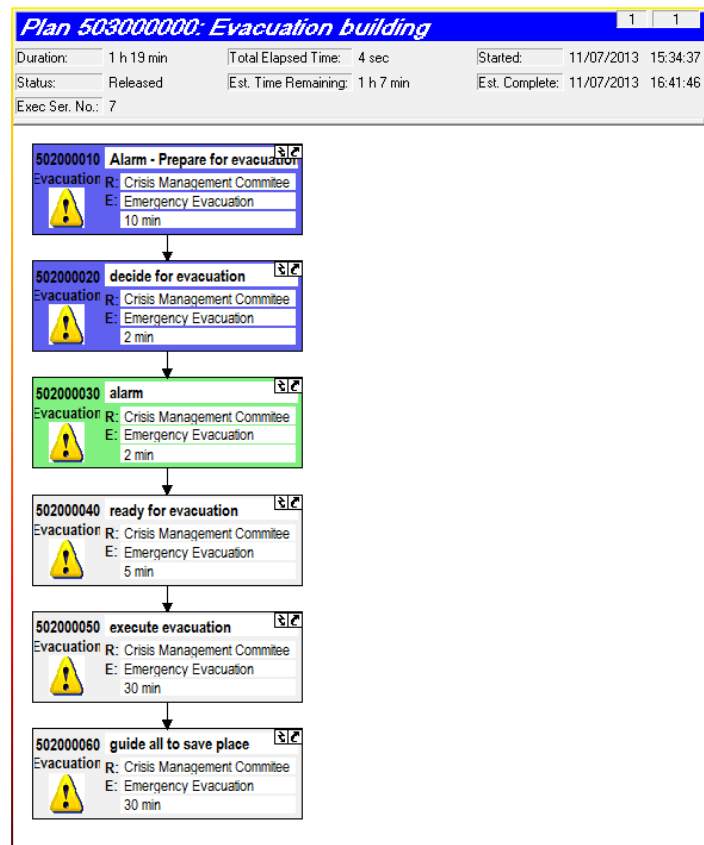 Plan 503000000: Evacuation building 1 1
Duration: 1 h 19 min Total Elapsed Time: 4 sec Started: 11/07/2013 15:34:37
Status: Released Est. Time Remaining: 1 h 7 min Est. Complete: 11/07/2013 16:41:46
Exec Ser. No.: 7
502000010 Alarm - Prepare for evacuation
Evacuation R: Crisis Management Commitee
E: Emergency Evacuation
10 min
502000020 decide for evacuation
Evacuation R: Crisis Management Commitee
E: Emergency Evacuation
2 min
502000030 alarm
Evacuation R: Crisis Management Commitee
E: Emergency Evacuation
2 min
502000040 ready for evacuation
Evacuation R: Crisis Management Commitee
E: Emergency Evacuation
5 min
502000050 execute evacuation
Evacuation R: Crisis Management Commitee
E: Emergency Evacuation
30 min
502000060 guide all to save place
Evacuation R: Crisis Management Commitee
E: Emergency Evacuation
30 min